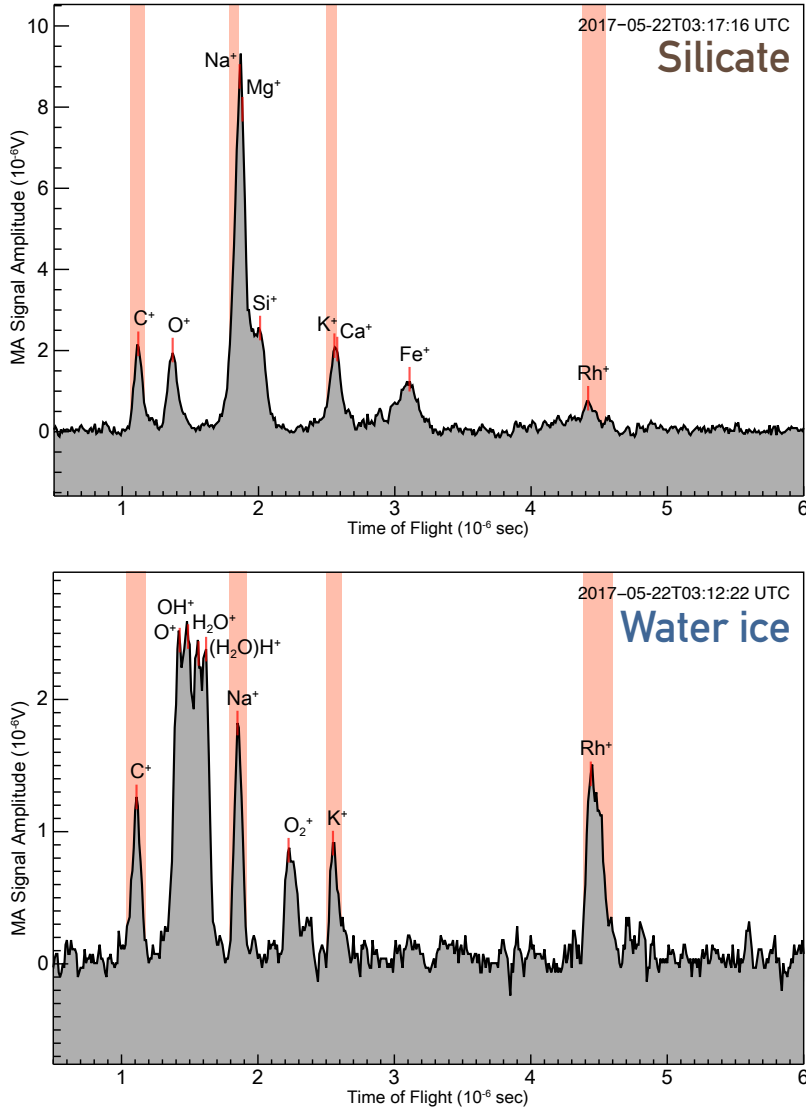 2017−05-22T03:17:16 UTC
Silicate
MA Signal Amplitude (10⁻⁶V)
10
8
6
4
2
0
Na⁺
Mg⁺
Si⁺
C⁺
O⁺
K⁺
Ca⁺
Fe⁺
Rh⁺
1 2 3 4 5 6
Time of Flight (10⁻⁶ sec)
2017−05-22T03:12:22 UTC
Water ice
MA Signal Amplitude (10⁻⁶V)
2
1
0
OH⁺
O⁺
H₂O⁺
(H₂O)H⁺
Na⁺
C⁺
O₂⁺
K⁺
Rh⁺
1 2 3 4 5 6
Time of Flight (10⁻⁶ sec)